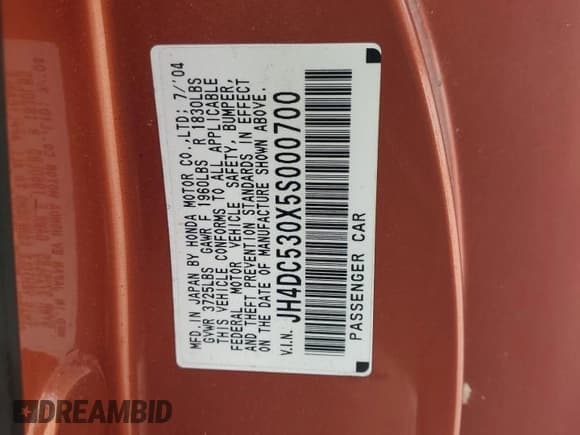 MFD. IN JAPAN BY HONDA MOTOR CO.,LTD; 7/'04
GVWR 3725LBS GAWR F 1960LBS R 1830LBS
THIS VEHICLE CONFORMS TO ALL APPLICABLE
FEDERAL MOTOR VEHICLE SAFETY, BUMPER,
AND THEFT PREVENTION STANDARDS IN EFFECT
ON THE DATE OF MANUFACTURE SHOWN ABOVE.
V.I.N. JH4DC530X5S000700
PASSENGER CAR
DREAMBID